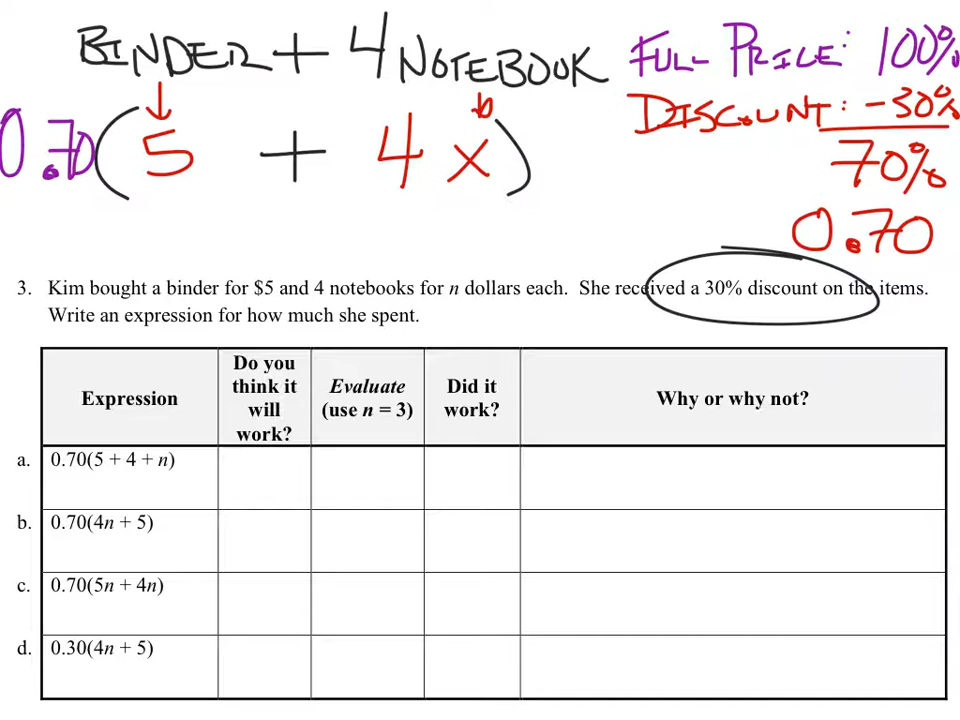 BINDER + 4 NOTEBOOK FULL PRICE: 100%
DISCOUNT: -30%
0.70(5 + 4x) 70%
0.70
3. Kim bought a binder for $5 and 4 notebooks for n dollars each. She received a 30% discount on the items.
Write an expression for how much she spent.
Expression Do you think it will work? Evaluate (use n = 3) Did it work? Why or why not?
a. 0.70(5 + 4 + n)
b. 0.70(4n + 5)
c. 0.70(5n + 4n)
d. 0.30(4n + 5)